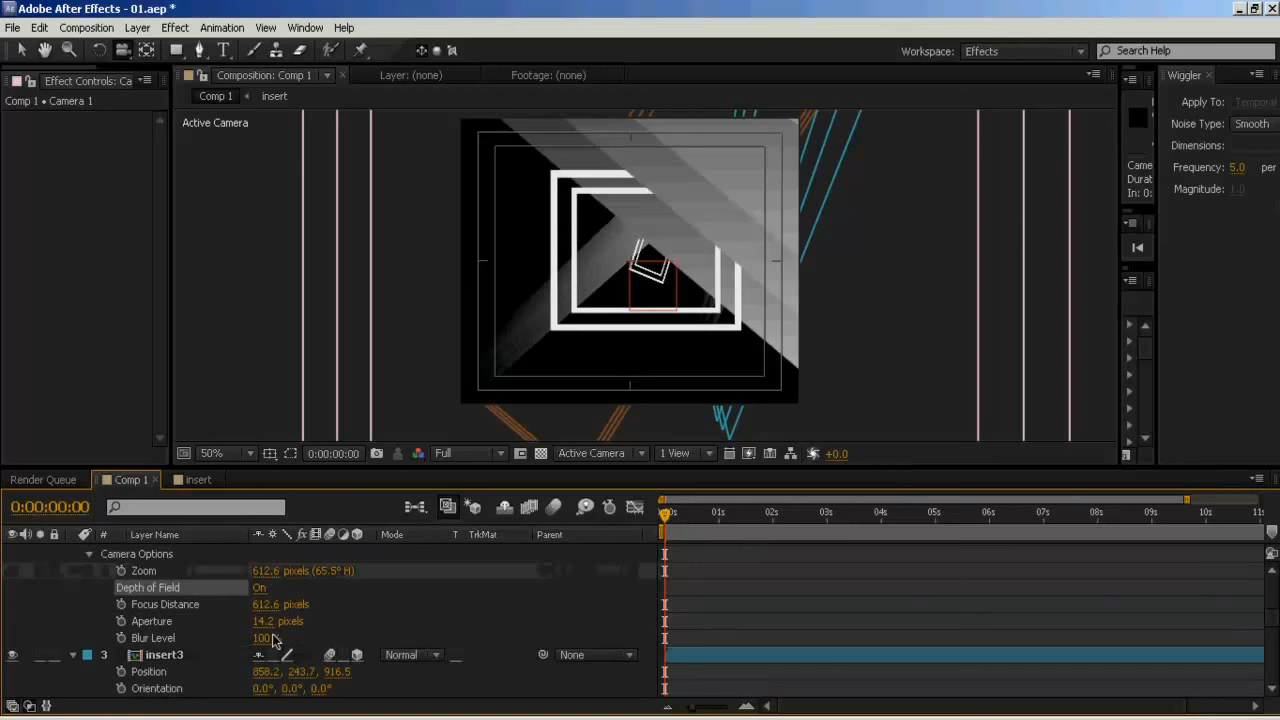 Adobe After Effects - 01.aep *
File Edit Composition Layer Effect Animation View Window Help
Workspace: Effects Search Help
Effect Controls: Ca Composition: Comp 1 Layer: (none) Footage: (none) Wiggler
Comp 1 • Camera 1 Comp 1 insert Apply To: Tempora
Active Camera Noise Type: Smooth
Dimensions:
Came Frequency: 5.0 per
Durat Magnitude: 1.0
In: 0:
50% 0:00:00:00 Full Active Camera 1 View +0.0
Render Queue Comp 1 insert
0:00:00:00 02s 03s 04s 05s 06s 07s 08s 09s 10s 11s
Layer Name Mode T TrkMat Parent
Camera Options
Zoom 612.6 pixels (65.5° H)
Depth of Field On
Focus Distance 612.6 pixels
Aperture 14.2 pixels
Blur Level 100
3 insert3 Normal None
Position 858.2, 243.7, 916.5
Orientation 0.0°, 0.0°, 0.0°